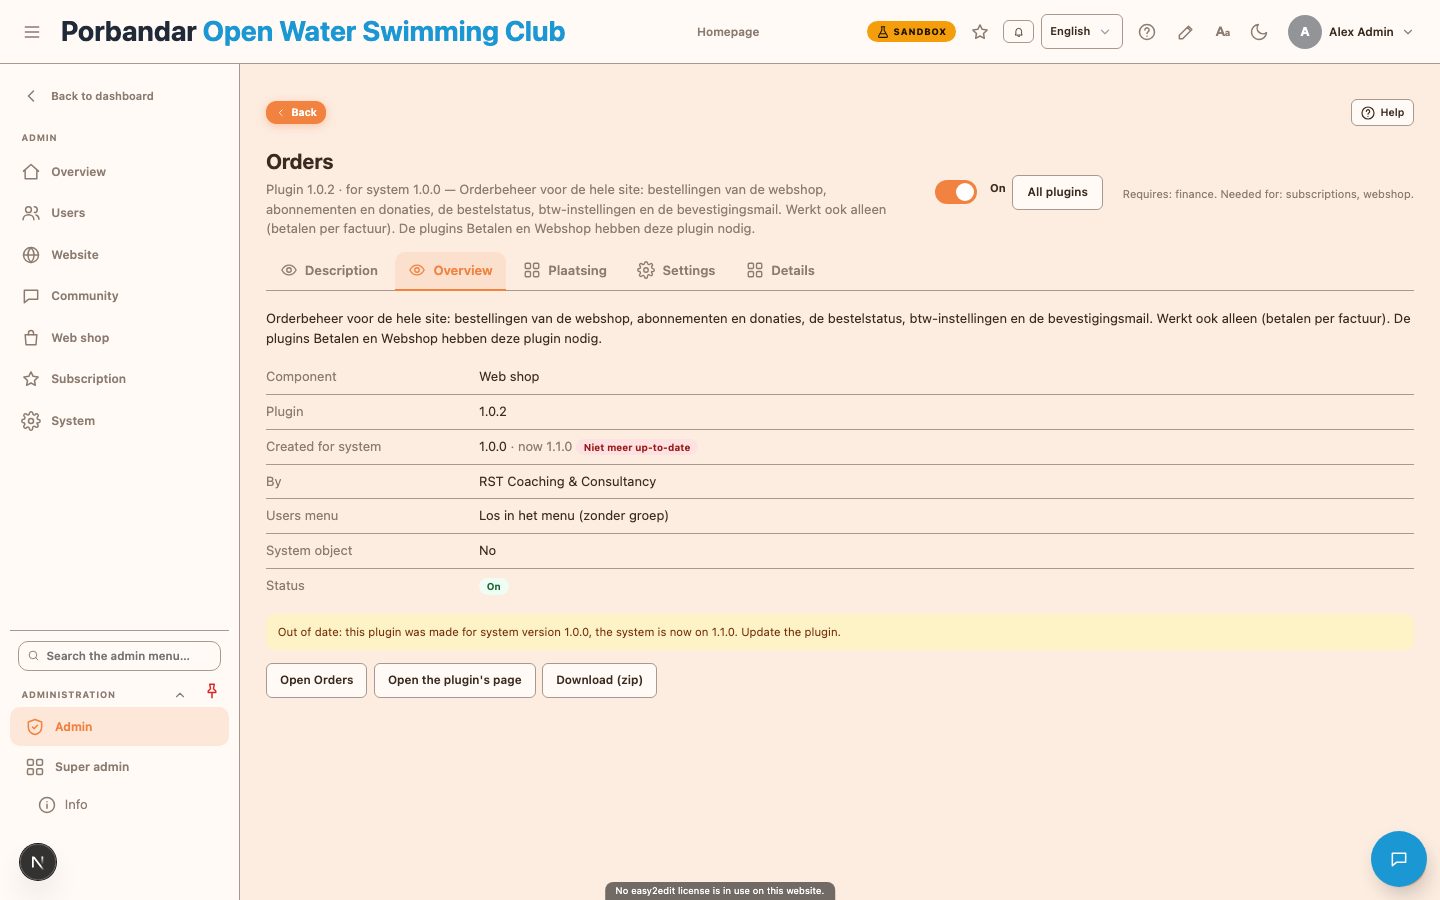 Porbandar Open Water Swimming Club
Homepage
SANDBOX
English
Aa
A
Alex Admin
Back to dashboard
ADMIN
Overview
Users
Website
Community
Web shop
Subscription
System
Search the admin menu...
ADMINISTRATION
Admin
Super admin
Info
N
Back
Help
Orders
Plugin 1.0.2 · for system 1.0.0 — Orderbeheer voor de hele site: bestellingen van de webshop,
abonnementen en donaties, de bestelstatus, btw-instellingen en de bevestigingsmail. Werkt ook alleen
(betalen per factuur). De plugins Betalen en Webshop hebben deze plugin nodig.
On
All plugins
Requires: finance. Needed for: subscriptions, webshop.
Description
Overview
Plaatsing
Settings
Details
Orderbeheer voor de hele site: bestellingen van de webshop, abonnementen en donaties, de bestelstatus, btw-instellingen en de bevestigingsmail. Werkt ook alleen (betalen per factuur). De
plugins Betalen en Webshop hebben deze plugin nodig.
Component Web shop
Plugin 1.0.2
Created for system 1.0.0 · now 1.1.0 Niet meer up-to-date
By RST Coaching & Consultancy
Users menu Los in het menu (zonder groep)
System object No
Status On
Out of date: this plugin was made for system version 1.0.0, the system is now on 1.1.0. Update the plugin.
Open Orders
Open the plugin's page
Download (zip)
No easy2edit license is in use on this website.